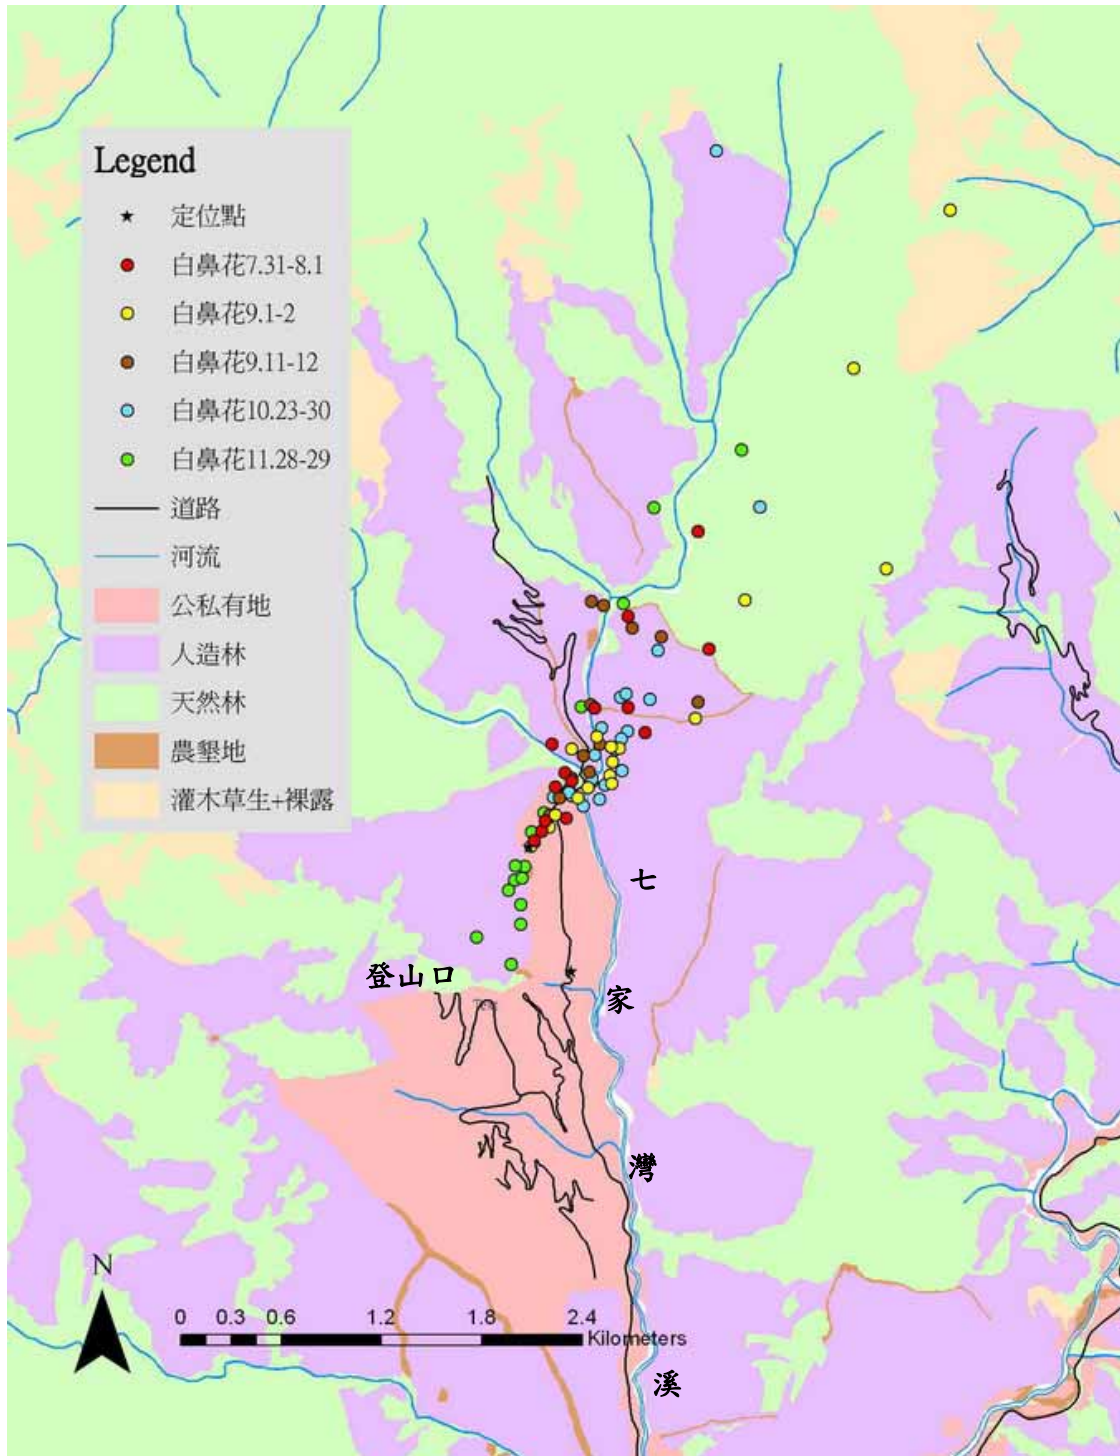 Legend
定位點
白鼻花7.31-8.1
白鼻花9.1-2
白鼻花9.11-12
白鼻花10.23-30
白鼻花11.28-29
道路
河流
公私有地
人造林
天然林
農墾地
灌木草生+裸露
七
登山口
家
灣
N
0 0.3 0.6 1.2 1.8 2.4
Kilometers
溪